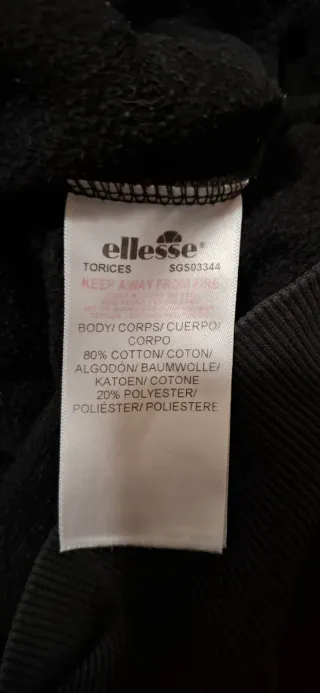 ellesse®
TORICES SGS03344
KEEP AWAY FROM FIRE
BODY/ CORPS/ CUERPO/
CORPO
80% COTTON/ COTON/
ALGODÓN/ BAUMWOLLE/
KATOEN/ COTONE
20% POLYESTER/
POLIÉSTER/ POLIESTERE